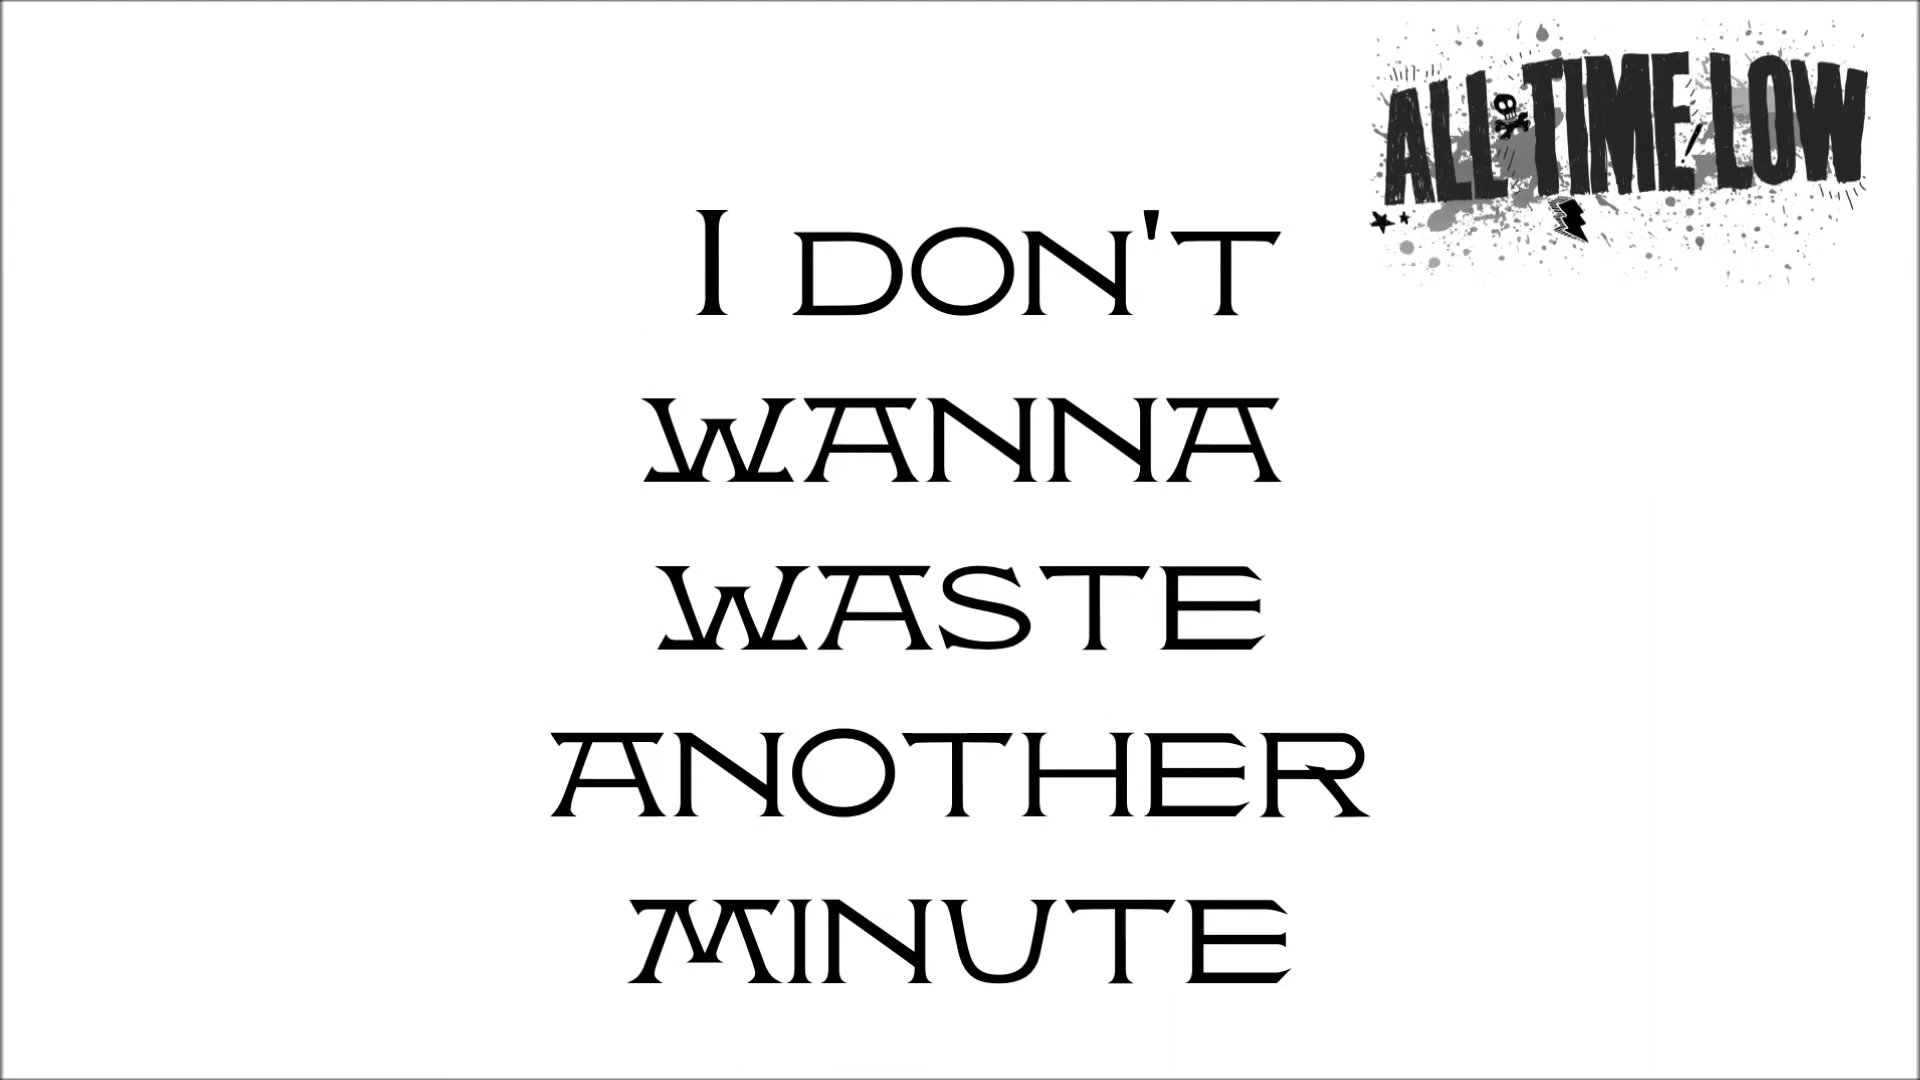 ALL TIME LOW
I DON'T
WANNA
WASTE
ANOTHER
MINUTE